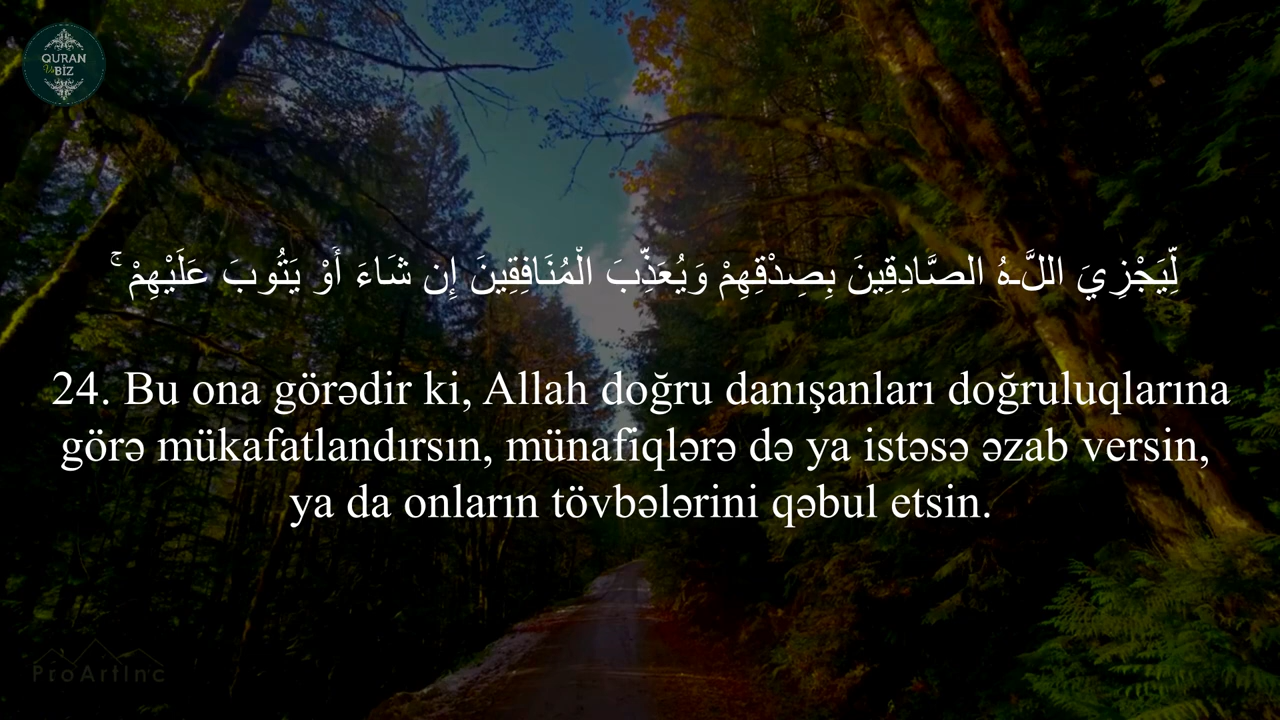 QURAN
Və BİZ
لِّيَجْزِيَ اللَّـهُ الصَّادِقِينَ بِصِدْقِهِمْ وَيُعَذِّبَ الْمُنَافِقِينَ إِن شَاءَ أَوْ يَتُوبَ عَلَيْهِمْ ۚ
24. Bu ona görədir ki, Allah doğru danışanları doğruluqlarına
görə mükafatlandırsın, münafiqlərə də ya istəsə əzab versin,
ya da onların tövbələrini qəbul etsin.
ProArtInc